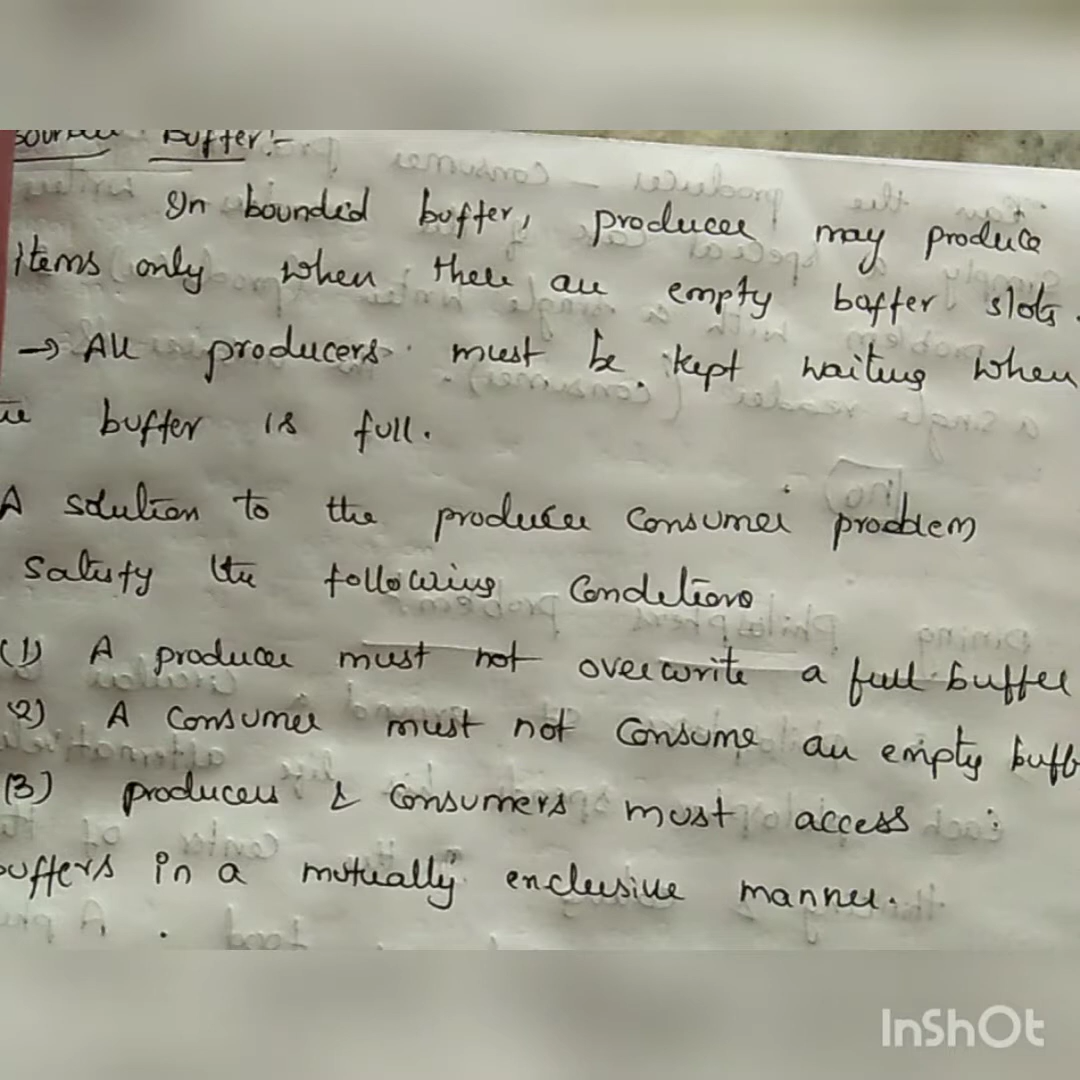 Buffer:-
In bounded buffer, producer may produce
items only when there are empty baffer slots.
→ All producers must be kept waiting when
the buffer is full.
A solution to the producer consumer problem
satisfy the following Conditions
(1) A producer must not overwrite a full buffer
(2) A consumer must not consume an empty buff
(3) producers & consumers must access
buffers in a mutually exclusive manner.
InShOt